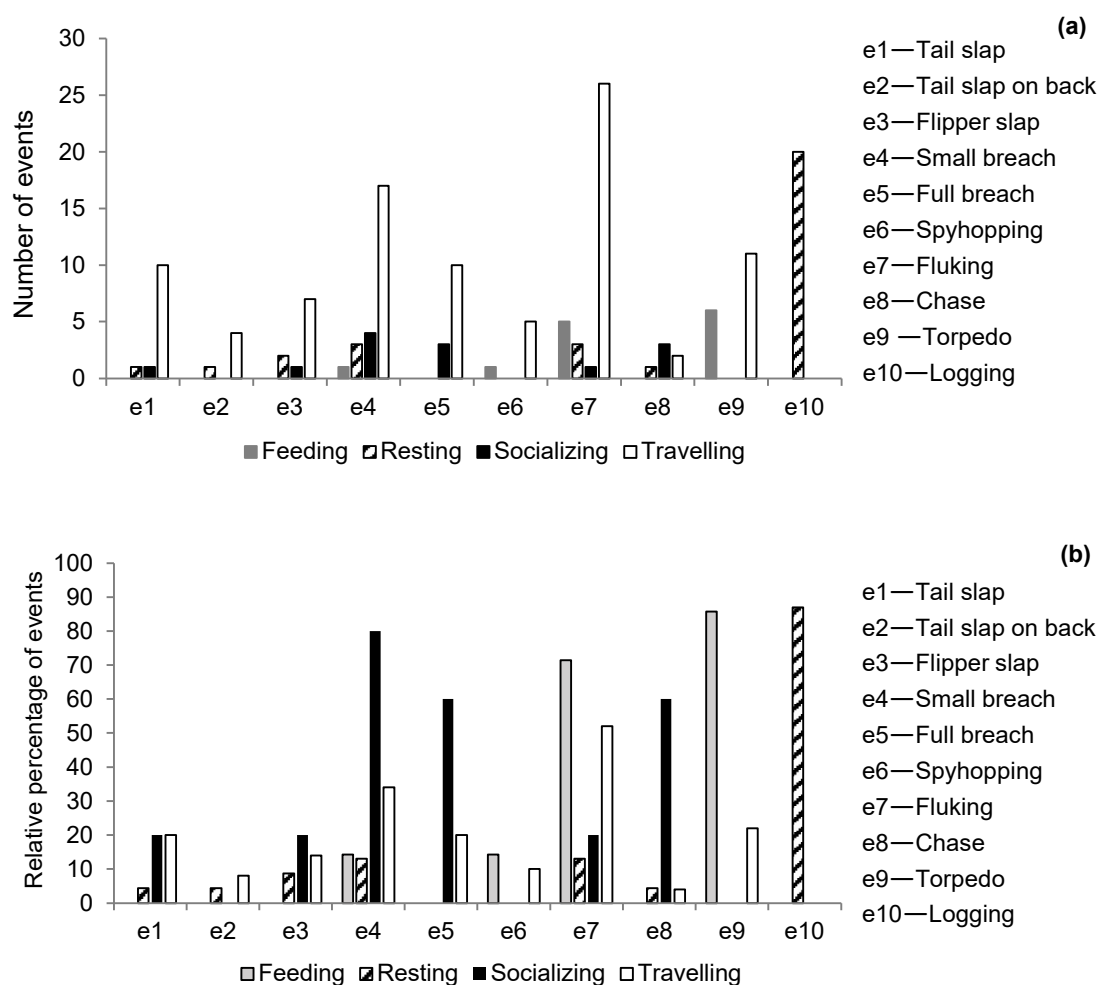 (a)
Number of events
30
25
20
15
10
5
0
e1 e2 e3 e4 e5 e6 e7 e8 e9 e10
Feeding Resting Socializing Travelling
e1—Tail slap
e2—Tail slap on back
e3—Flipper slap
e4—Small breach
e5—Full breach
e6—Spyhopping
e7—Fluking
e8—Chase
e9 —Torpedo
e10—Logging
(b)
Relative percentage of events
100
90
80
70
60
50
40
30
20
10
0
e1 e2 e3 e4 e5 e6 e7 e8 e9 e10
Feeding Resting Socializing Travelling
e1—Tail slap
e2—Tail slap on back
e3—Flipper slap
e4—Small breach
e5—Full breach
e6—Spyhopping
e7—Fluking
e8—Chase
e9—Torpedo
e10—Logging